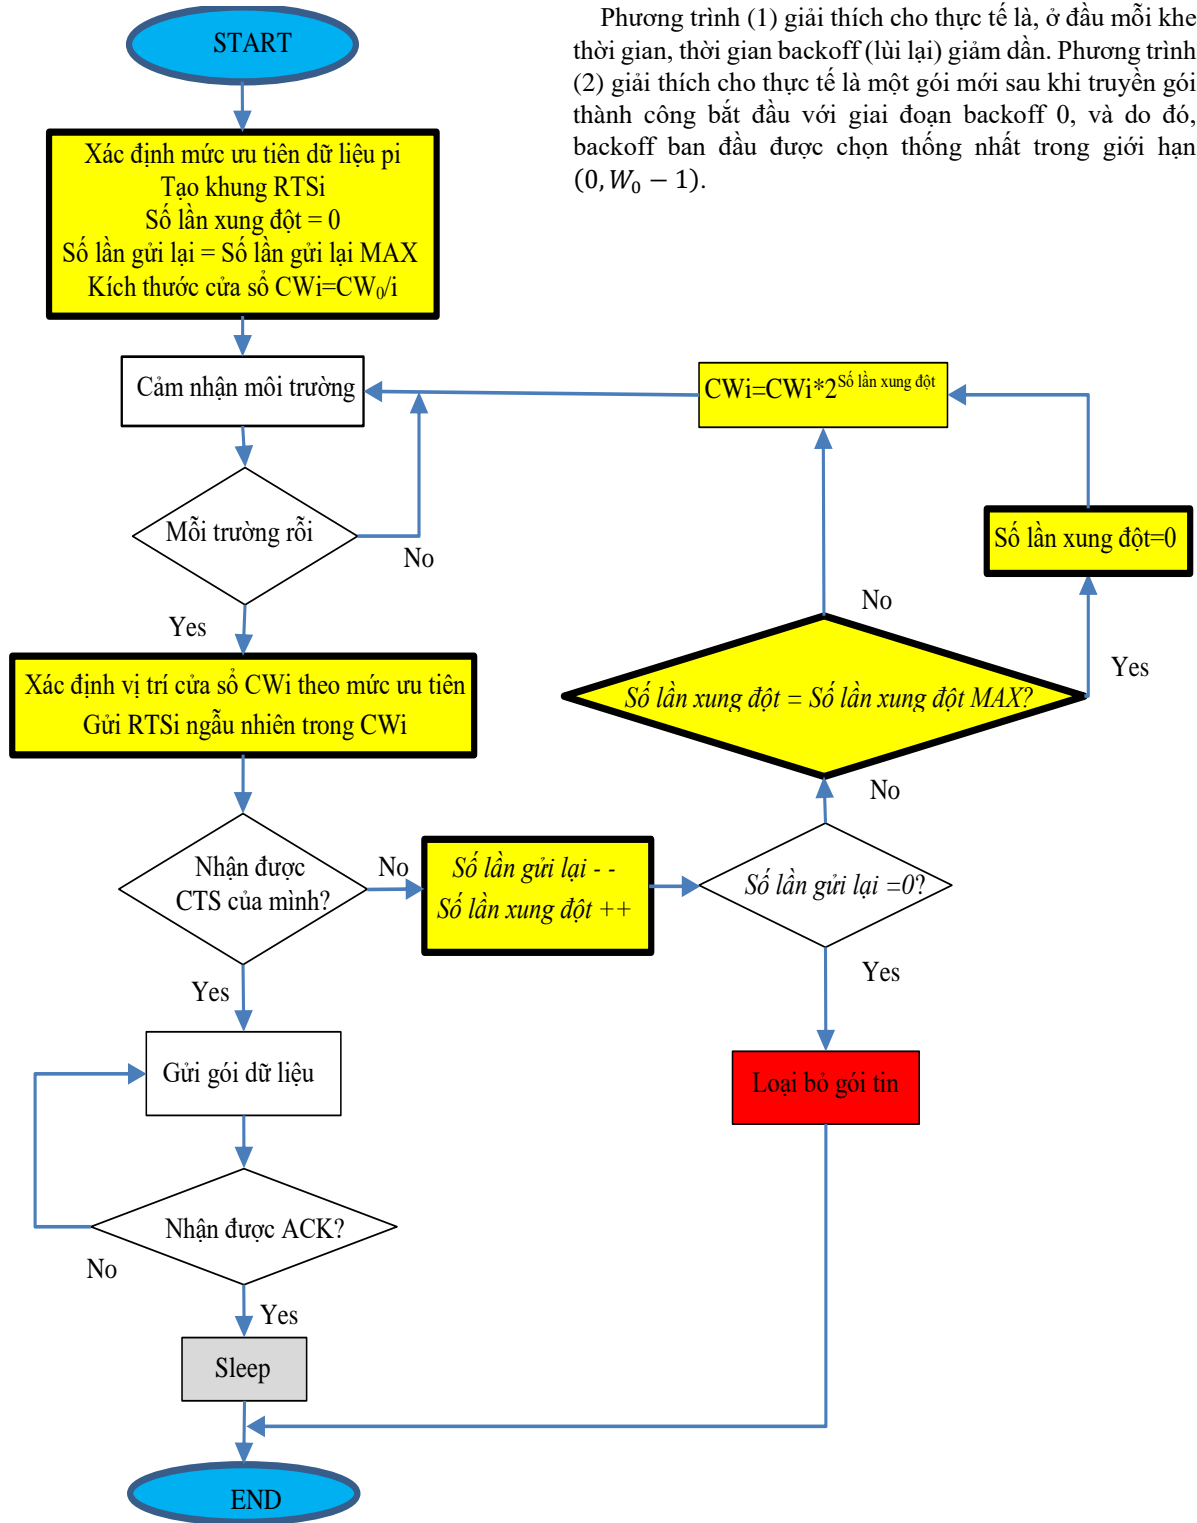 START
Phương trình (1) giải thích cho thực tế là, ở đầu mỗi khe
thời gian, thời gian backoff (lùi lại) giảm dần. Phương trình
(2) giải thích cho thực tế là một gói mới sau khi truyền gói
thành công bắt đầu với giai đoạn backoff 0, và do đó,
backoff ban đầu được chọn thống nhất trong giới hạn
(0, W₀ − 1).
Xác định mức ưu tiên dữ liệu pi
Tạo khung RTSi
Số lần xung đột = 0
Số lần gửi lại = Số lần gửi lại MAX
Kích thước cửa sổ CWi=CW₀/i
Cảm nhận môi trường
CWi=CWi*2^Số lần xung đột
Mỗi trường rỗi
No
Số lần xung đột=0
No
Yes
Yes
Xác định vị trí cửa sổ CWi theo mức ưu tiên
Gửi RTSi ngẫu nhiên trong CWi
Số lần xung đột = Số lần xung đột MAX?
No
Nhận được
CTS của mình?
No
Số lần gửi lại - -
Số lần xung đột ++
Số lần gửi lại =0?
Yes
Yes
Gửi gói dữ liệu
Loại bỏ gói tin
Nhận được ACK?
No
Yes
Sleep
END